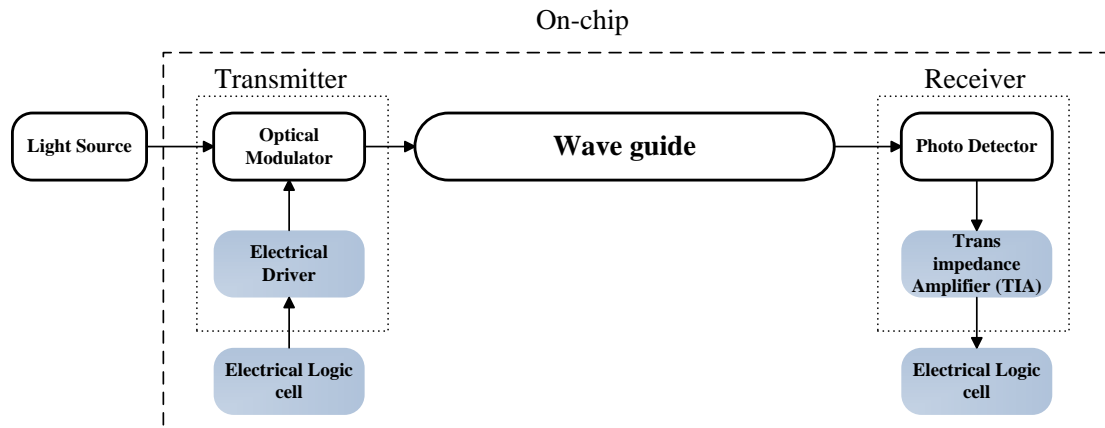 On-chip
Transmitter
Receiver
Light Source
Optical
Modulator
Wave guide
Photo Detector
Electrical
Driver
Trans
impedance
Amplifier (TIA)
Electrical Logic
cell
Electrical Logic
cell